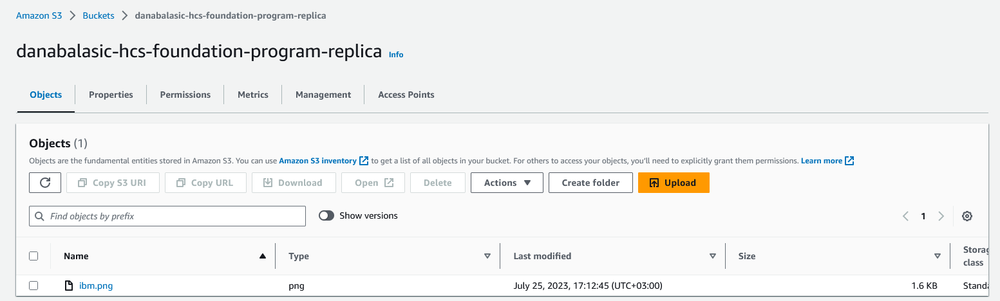 Amazon S3 > Buckets > danabalasic-hcs-foundation-program-replica
danabalasic-hcs-foundation-program-replica Info
Objects Properties Permissions Metrics Management Access Points
Objects (1)
Objects are the fundamental entities stored in Amazon S3. You can use Amazon S3 inventory to get a list of all objects in your bucket. For others to access your objects, you'll need to explicitly grant them permissions. Learn more
Copy S3 URI Copy URL Download Open Delete Actions Create folder Upload
Find objects by prefix Show versions 1
Name Type Last modified Size Storag class
ibm.png png July 25, 2023, 17:12:45 (UTC+03:00) 1.6 KB Standa